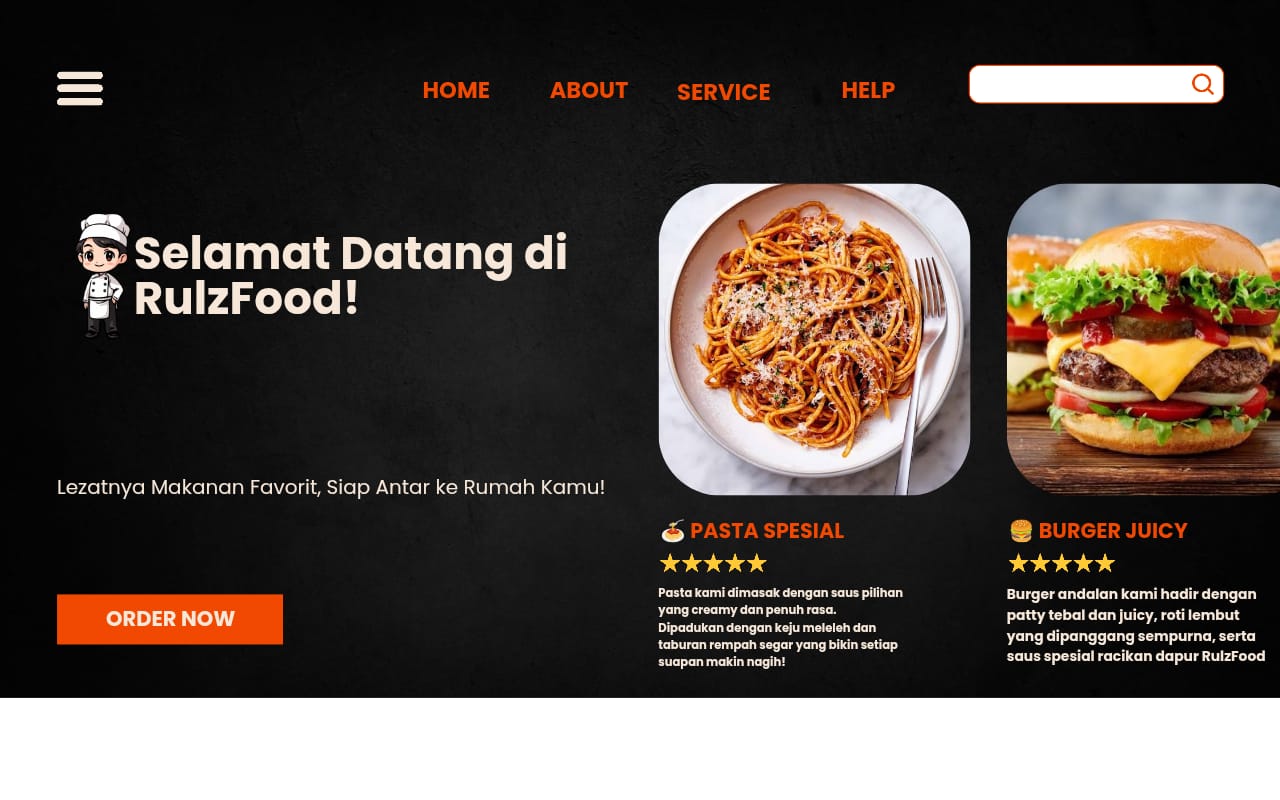 HOME
ABOUT
SERVICE
HELP
Selamat Datang di
RulzFood!
Lezatnya Makanan Favorit, Siap Antar ke Rumah Kamu!
ORDER NOW
PASTA SPESIAL
Pasta kami dimasak dengan saus pilihan
yang creamy dan penuh rasa.
Dipadukan dengan keju meleleh dan
taburan rempah segar yang bikin setiap
suapan makin nagih!
BURGER JUICY
Burger andalan kami hadir dengan
patty tebal dan juicy, roti lembut
yang dipanggang sempurna, serta
saus spesial racikan dapur RulzFood